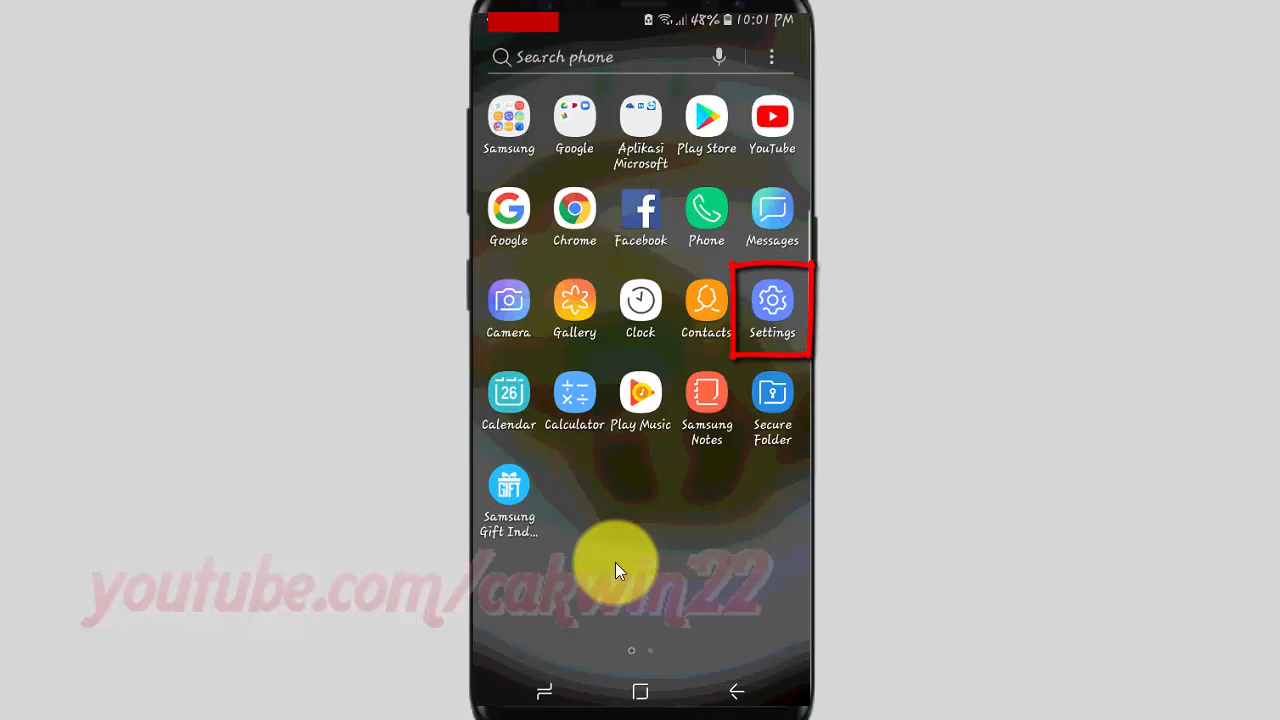 48% 10:01 PM
Search phone
Samsung
Google
Aplikasi
Microsoft
Play Store
YouTube
Google
Chrome
Facebook
Phone
Messages
Camera
Gallery
Clock
Contacts
Settings
26
Calendar
Calculator
Play Music
Samsung
Notes
Secure
Folder
GIFT
Samsung
Gift Ind...
youtube.com/cakwin22